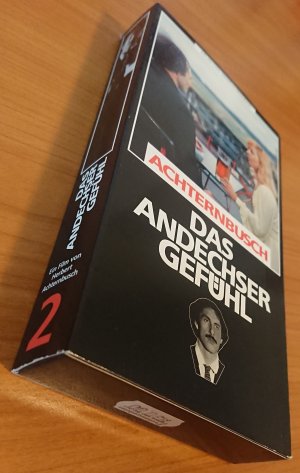 ACHTERNBUSCH
DAS
ANDECHSER
GEFÜHL
DAS
ANDECHSER
GEFÜHL
Ein Film von
Herbert
Achternbusch
2